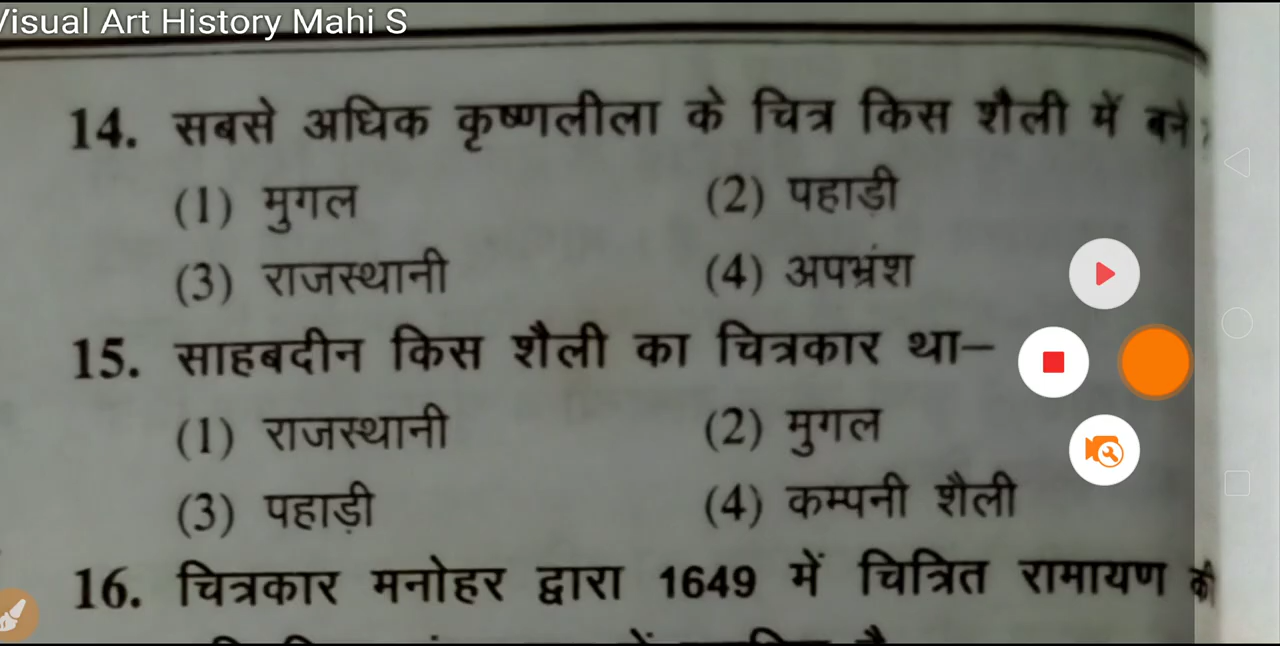 Visual Art History Mahi S
14. सबसे अधिक कृष्णलीला के चित्र किस शैली में बने
(1) मुगल (2) पहाड़ी
(3) राजस्थानी (4) अपभ्रंश
15. साहबदीन किस शैली का चित्रकार था–
(1) राजस्थानी (2) मुगल
(3) पहाड़ी (4) कम्पनी शैली
16. चित्रकार मनोहर द्वारा 1649 में चित्रित रामायण की